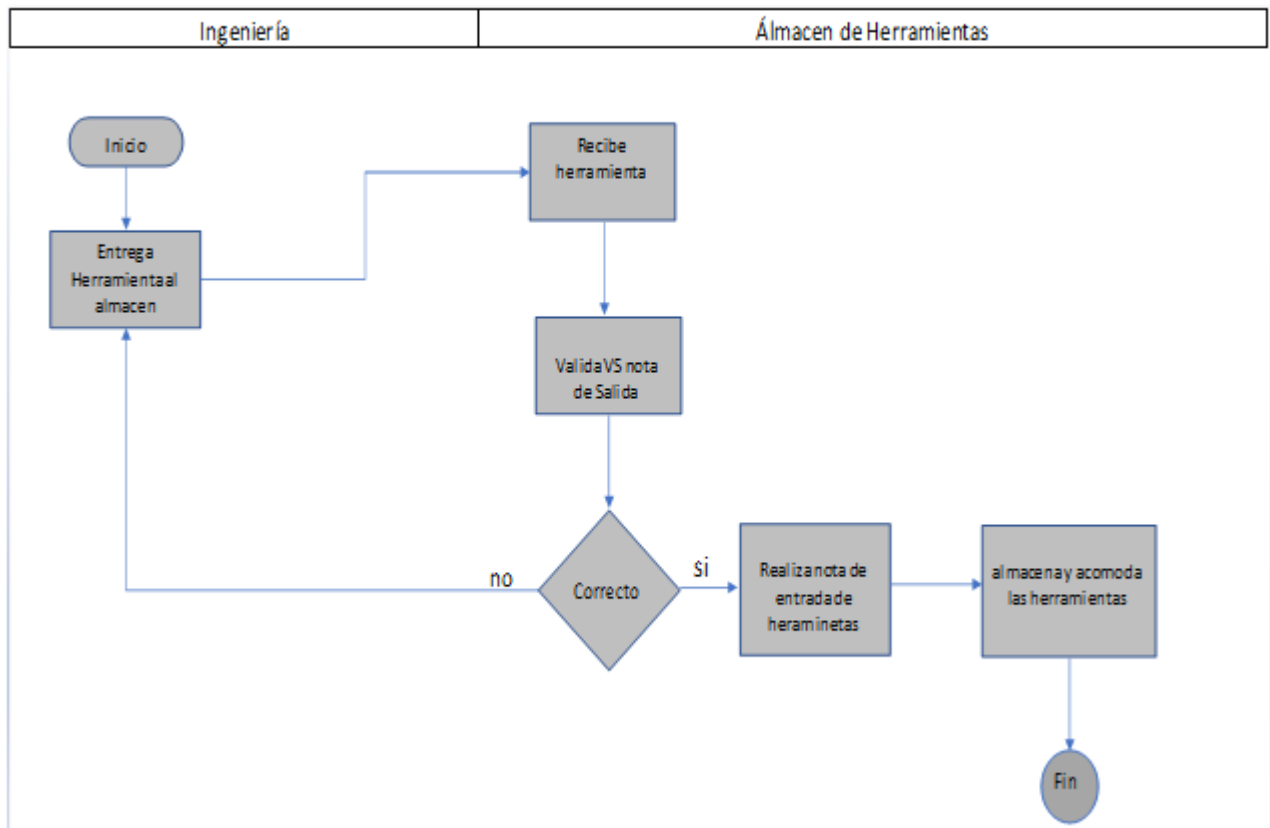 Ingeniería
Álmacen de Herramientas
Inicio
Entrega
Herramienta al
almacen
Recibe
herramienta
Valida VS nota
de Salida
Correcto
no
si
Realiza nota de
entrada de
heraminetas
almacena y acomoda
las herramientas
Fin